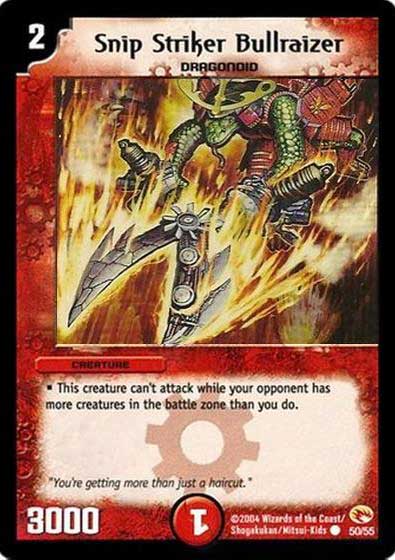 2
Snip Striker Bullraizer
DRAGONOID
CREATURE
▪ This creature can't attack while your opponent has
more creatures in the battle zone than you do.
"You're getting more than just a haircut."
3000
1
©2004 Wizards of the Coast/
Shogakukan/Mitsui-Kids
50/55